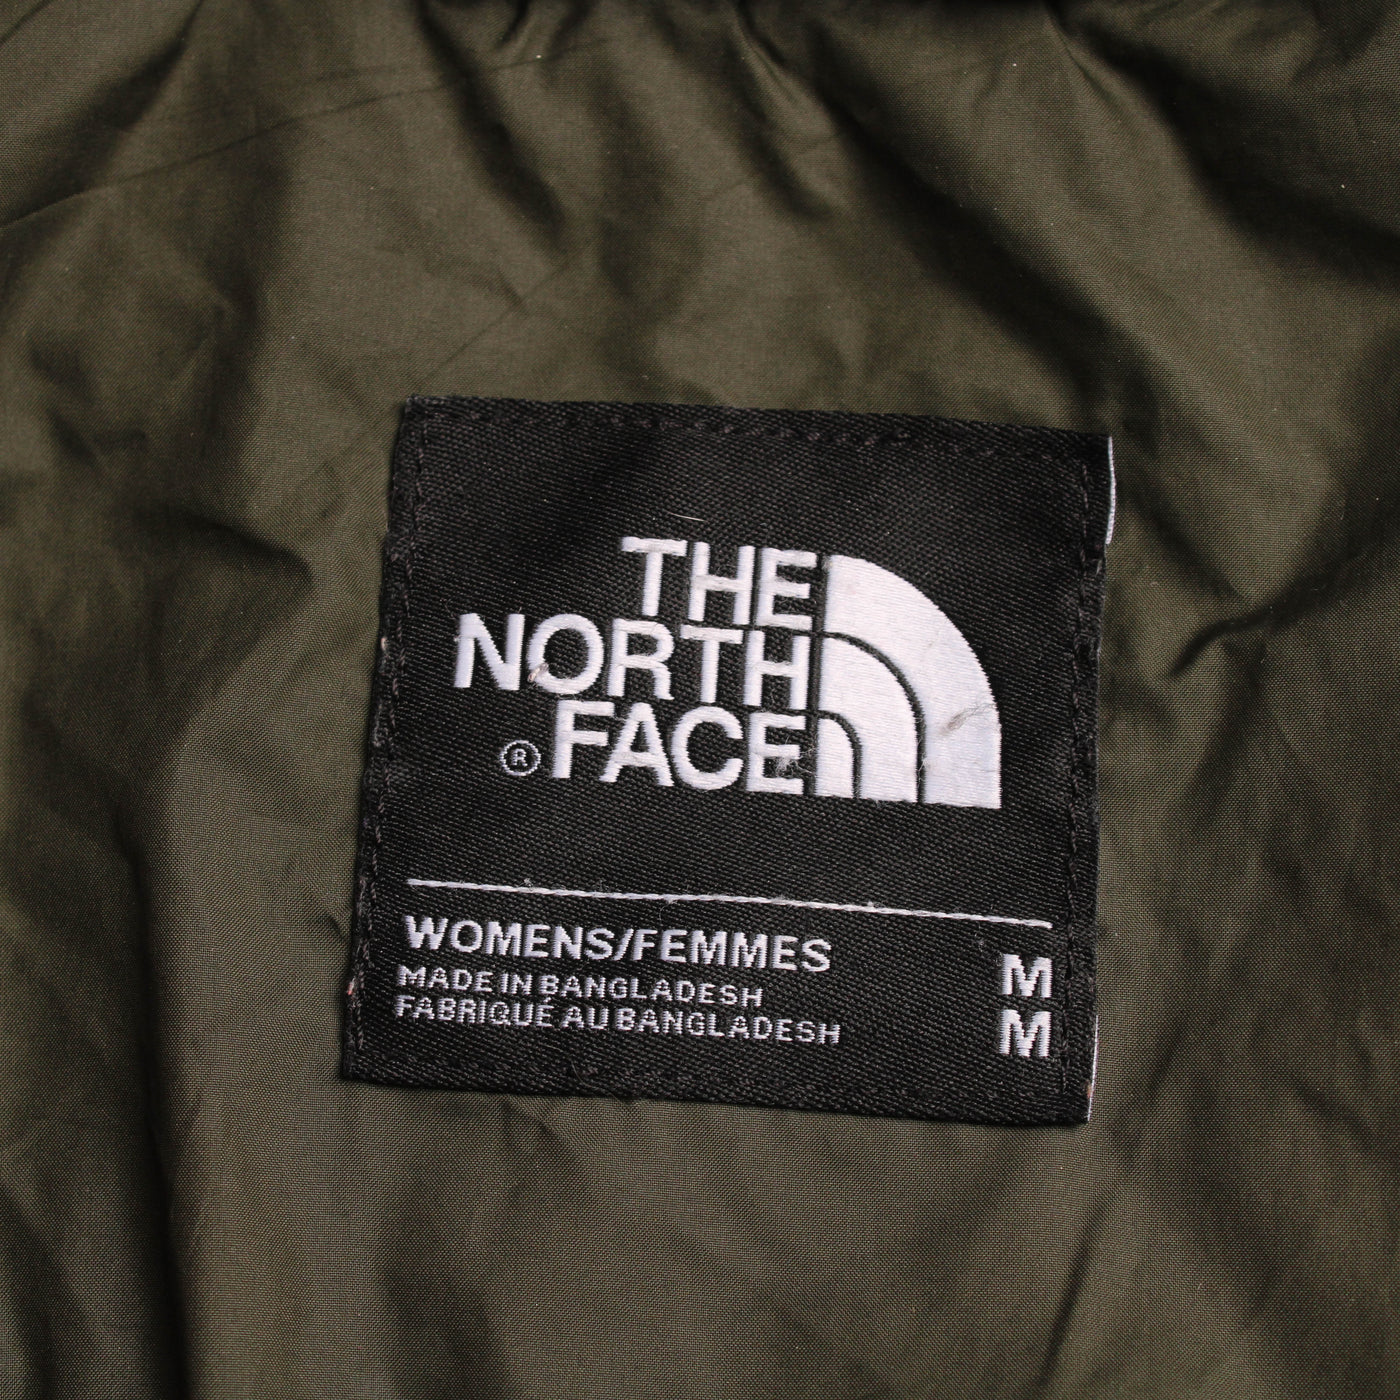 THE
NORTH
® FACE
WOMENS/FEMMES M
MADE IN BANGLADESH
FABRIQUÉ AU BANGLADESH M